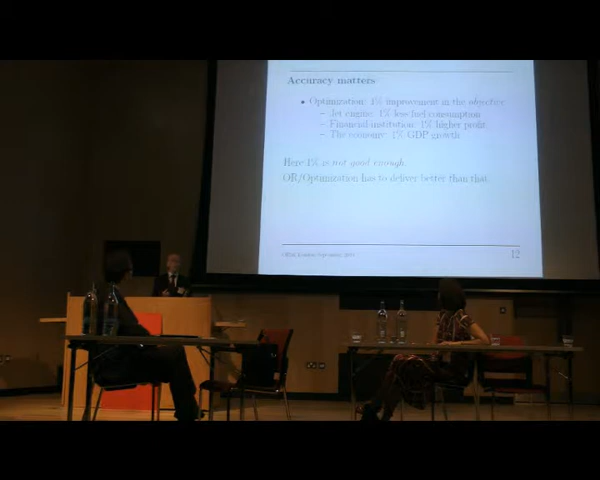 Accuracy matters
• Optimization: 1% improvement in the objective
– Jet engine: 1% less fuel consumption
– Financial institution: 1% higher profit
– The economy: 1% GDP growth
Here 1% is not good enough.
OR/Optimization has to deliver better than that
12